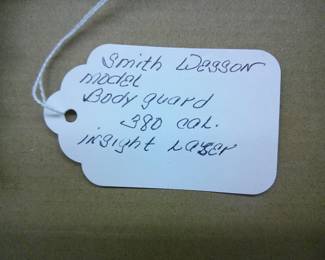 Smith Wesson
model
Body guard
380 cal.
insight Lazer